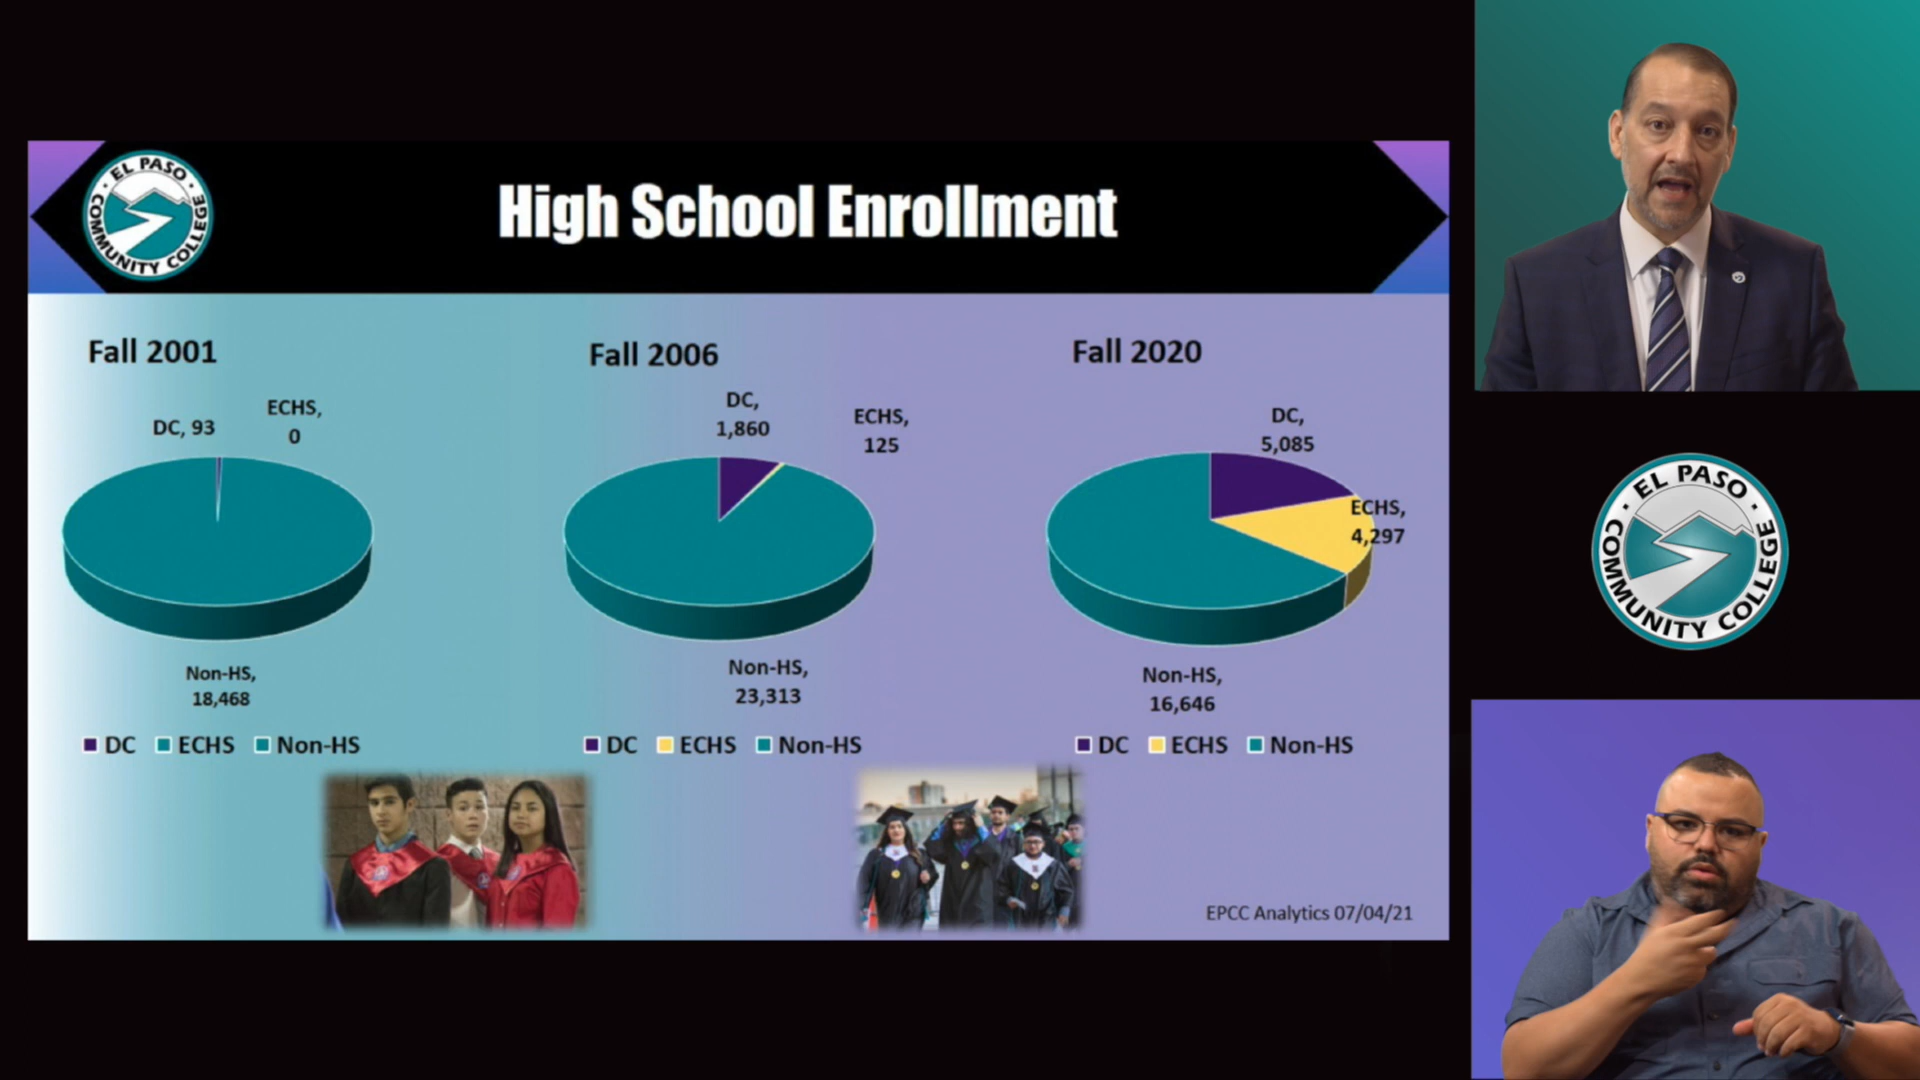 EL PASO COMMUNITY COLLEGE
High School Enrollment
Fall 2001
DC, 93
ECHS,
0
Non-HS,
18,468
DC ECHS Non-HS
Fall 2006
DC,
1,860
ECHS,
125
Non-HS,
23,313
DC ECHS Non-HS
Fall 2020
DC,
5,085
ECHS,
4,297
Non-HS,
16,646
DC ECHS Non-HS
EPCC Analytics 07/04/21
EL PASO COMMUNITY COLLEGE